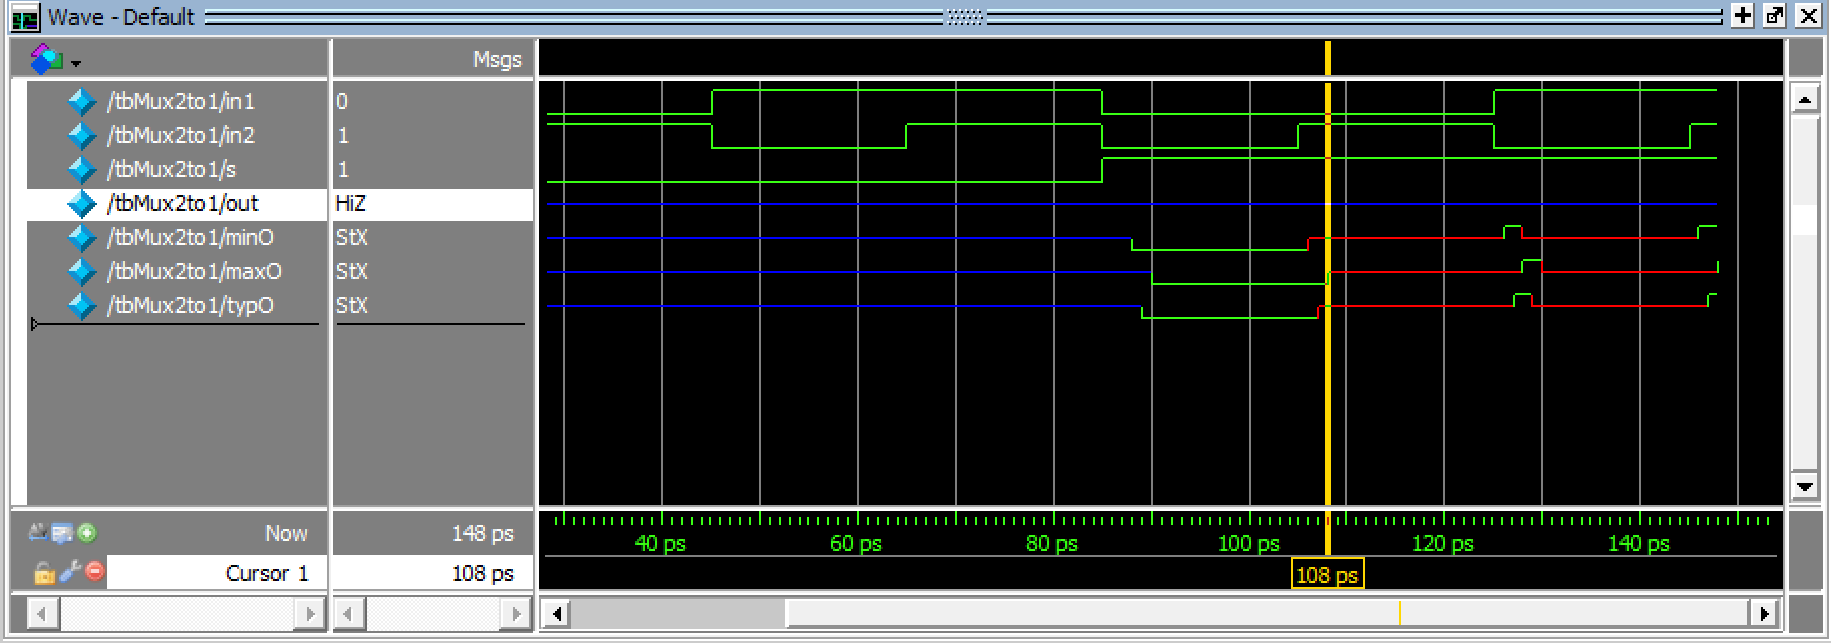 Wave - Default
Msgs
/tbMux2to1/in1 0
/tbMux2to1/in2 1
/tbMux2to1/s 1
/tbMux2to1/out HiZ
/tbMux2to1/minO StX
/tbMux2to1/maxO StX
/tbMux2to1/typO StX
Now 148 ps
40 ps 60 ps 80 ps 100 ps 120 ps 140 ps
Cursor 1 108 ps
108 ps